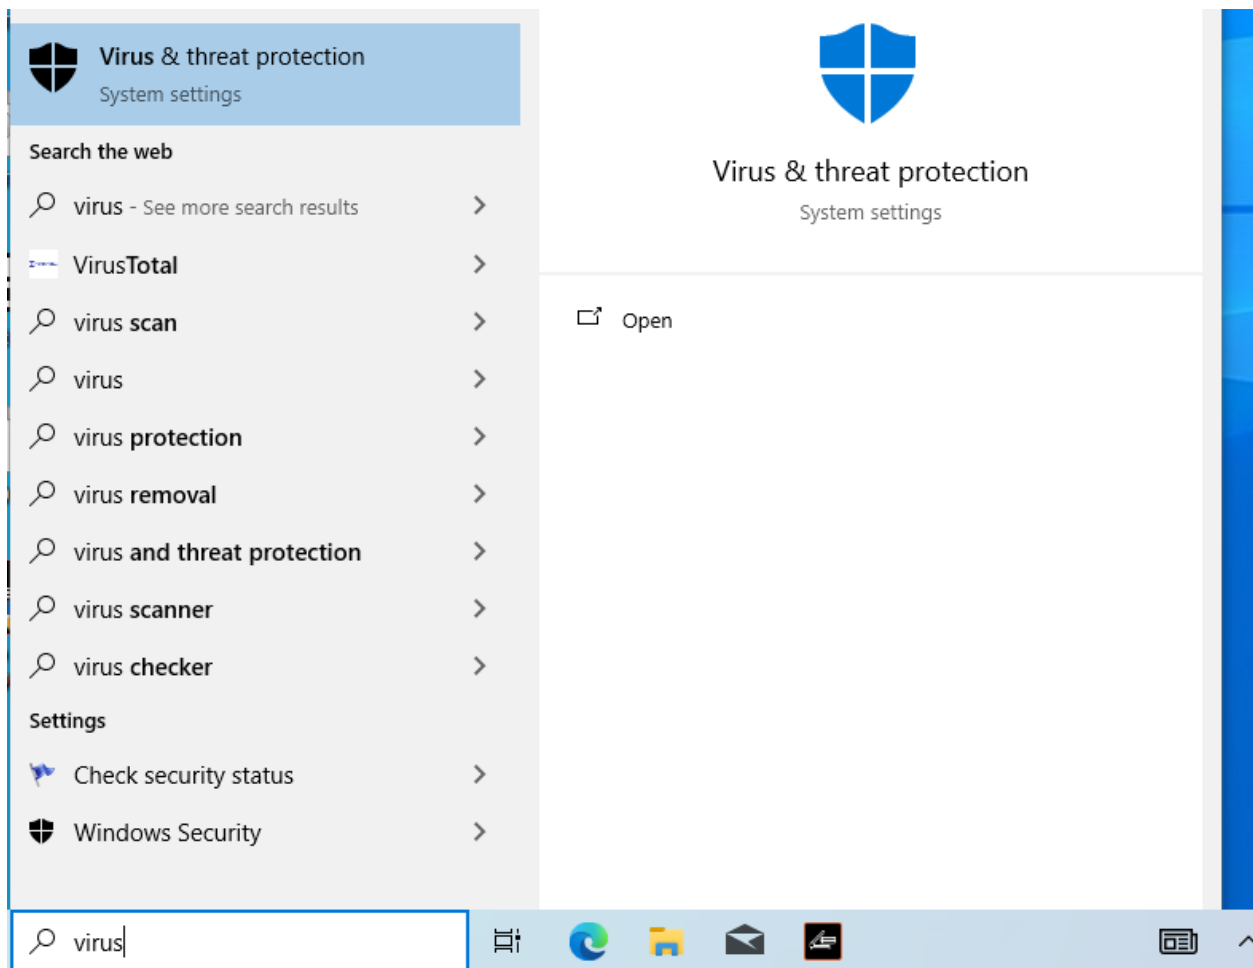 Virus & threat protection
System settings
Search the web
virus - See more search results
VirusTotal
virus scan
virus
virus protection
virus removal
virus and threat protection
virus scanner
virus checker
Settings
Check security status
Windows Security
virus
Virus & threat protection
System settings
Open